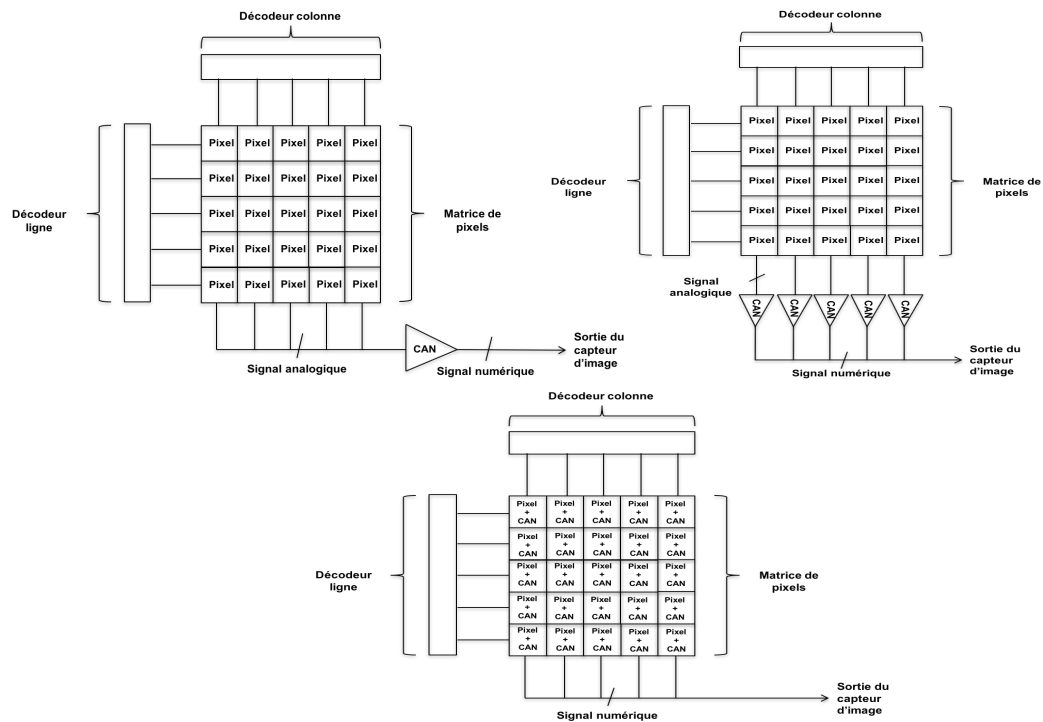 Décodeur colonne
Pixel Pixel Pixel Pixel Pixel
Pixel Pixel Pixel Pixel Pixel
Pixel Pixel Pixel Pixel Pixel
Pixel Pixel Pixel Pixel Pixel
Pixel Pixel Pixel Pixel Pixel
Décodeur
ligne
Matrice de
pixels
CAN
Signal analogique
Signal numérique
Sortie du
capteur
d'image
Décodeur colonne
Pixel Pixel Pixel Pixel Pixel
Pixel Pixel Pixel Pixel Pixel
Pixel Pixel Pixel Pixel Pixel
Pixel Pixel Pixel Pixel Pixel
Pixel Pixel Pixel Pixel Pixel
Décodeur
ligne
Matrice de
pixels
Signal
analogique
CAN CAN CAN CAN CAN
Signal numérique
Sortie du
capteur
d'image
Décodeur colonne
Pixel Pixel Pixel Pixel Pixel
+ + + + +
CAN CAN CAN CAN CAN
Pixel Pixel Pixel Pixel Pixel
+ + + + +
CAN CAN CAN CAN CAN
Pixel Pixel Pixel Pixel Pixel
+ + + + +
CAN CAN CAN CAN CAN
Pixel Pixel Pixel Pixel Pixel
+ + + + +
CAN CAN CAN CAN CAN
Pixel Pixel Pixel Pixel Pixel
+ + + + +
CAN CAN CAN CAN CAN
Décodeur
ligne
Matrice de
pixels
Signal numérique
Sortie du
capteur
d'image